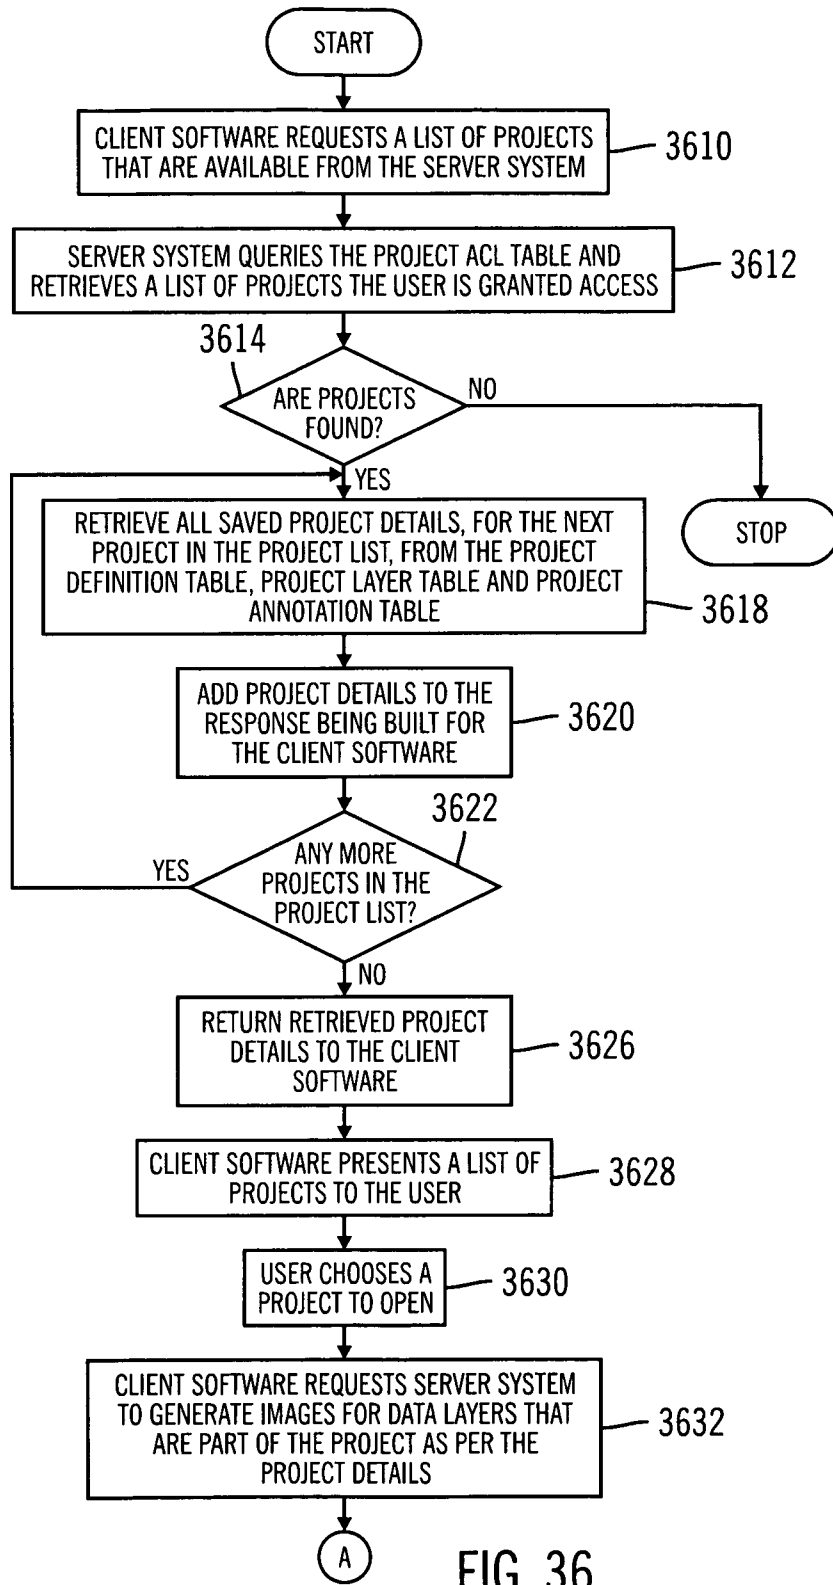 START
CLIENT SOFTWARE REQUESTS A LIST OF PROJECTS
THAT ARE AVAILABLE FROM THE SERVER SYSTEM
3610
SERVER SYSTEM QUERIES THE PROJECT ACL TABLE AND
RETRIEVES A LIST OF PROJECTS THE USER IS GRANTED ACCESS
3612
3614
ARE PROJECTS
FOUND?
NO
YES
STOP
RETRIEVE ALL SAVED PROJECT DETAILS, FOR THE NEXT
PROJECT IN THE PROJECT LIST, FROM THE PROJECT
DEFINITION TABLE, PROJECT LAYER TABLE AND PROJECT
ANNOTATION TABLE
3618
ADD PROJECT DETAILS TO THE
RESPONSE BEING BUILT FOR
THE CLIENT SOFTWARE
3620
3622
ANY MORE
PROJECTS IN THE
PROJECT LIST?
YES
NO
RETURN RETRIEVED PROJECT
DETAILS TO THE CLIENT
SOFTWARE
3626
CLIENT SOFTWARE PRESENTS A LIST OF
PROJECTS TO THE USER
3628
USER CHOOSES A
PROJECT TO OPEN
3630
CLIENT SOFTWARE REQUESTS SERVER SYSTEM
TO GENERATE IMAGES FOR DATA LAYERS THAT
ARE PART OF THE PROJECT AS PER THE
PROJECT DETAILS
3632
A
FIG. 36